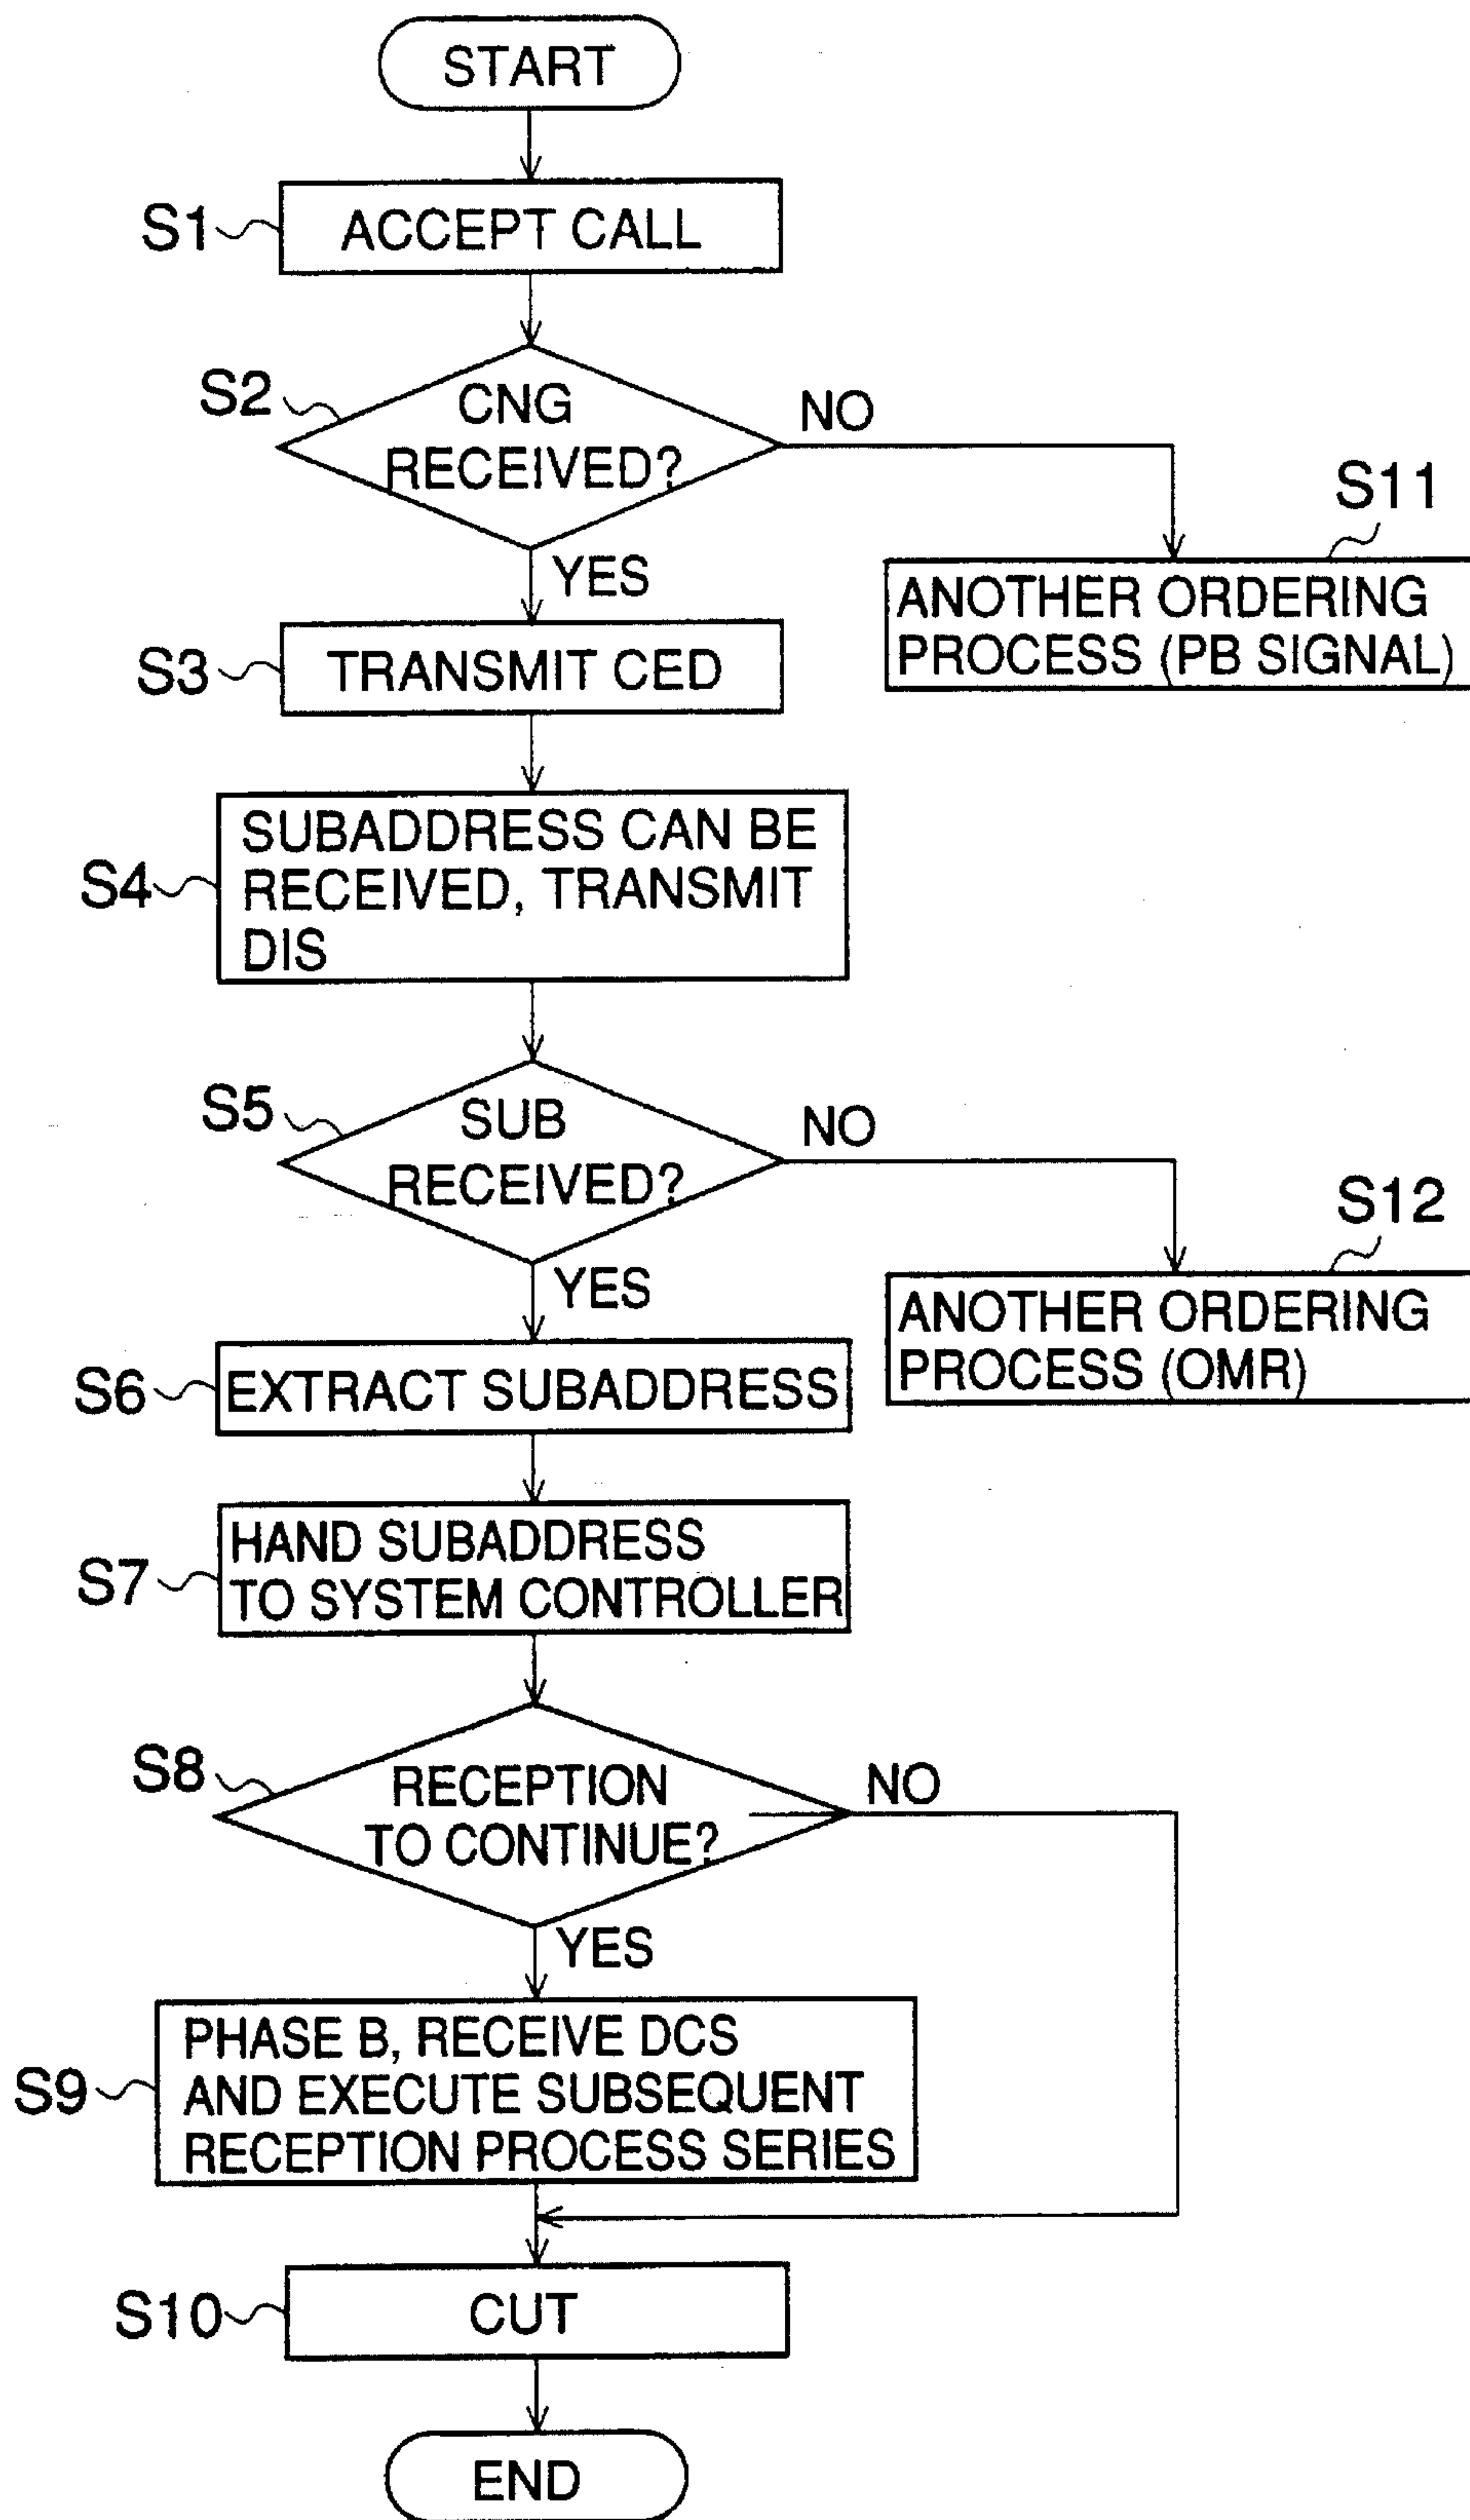 START
S1
ACCEPT CALL
S2
CNG
RECEIVED?
NO
YES
S11
ANOTHER ORDERING
PROCESS (PB SIGNAL)
S3
TRANSMIT CED
S4
SUBADDRESS CAN BE
RECEIVED, TRANSMIT
DIS
S5
SUB
RECEIVED?
NO
YES
S12
ANOTHER ORDERING
PROCESS (OMR)
S6
EXTRACT SUBADDRESS
S7
HAND SUBADDRESS
TO SYSTEM CONTROLLER
S8
RECEPTION
TO CONTINUE?
NO
YES
S9
PHASE B, RECEIVE DCS
AND EXECUTE SUBSEQUENT
RECEPTION PROCESS SERIES
S10
CUT
END